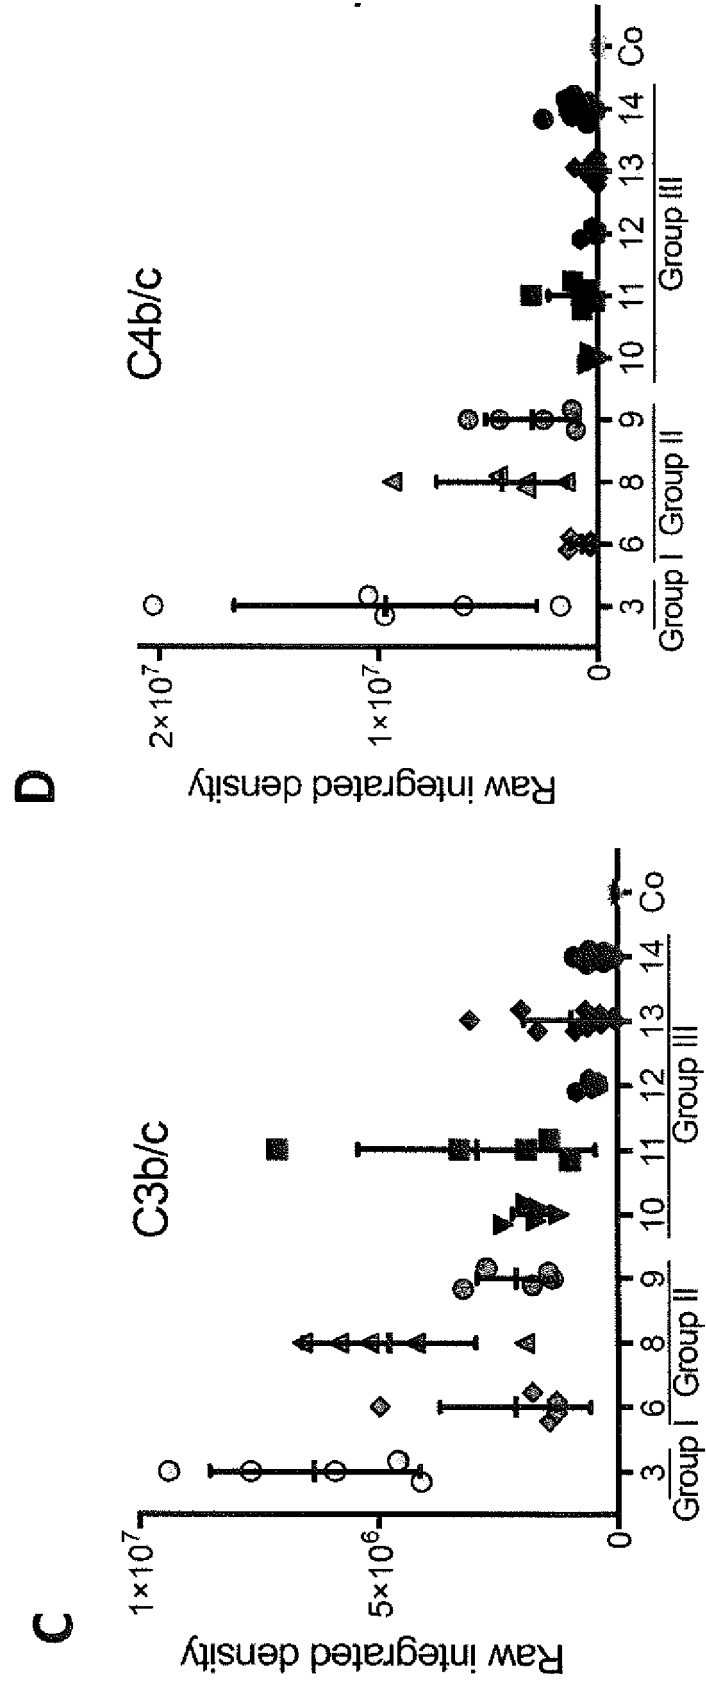 C
C3b/c
Raw integrated density
1×10⁷
5×10⁶
0
3 6 8 9 10 11 12 13 14 Co
Group I Group II Group III
D
C4b/c
Raw integrated density
2×10⁷
1×10⁷
0
3 6 8 9 10 11 12 13 14 Co
Group I Group II Group III